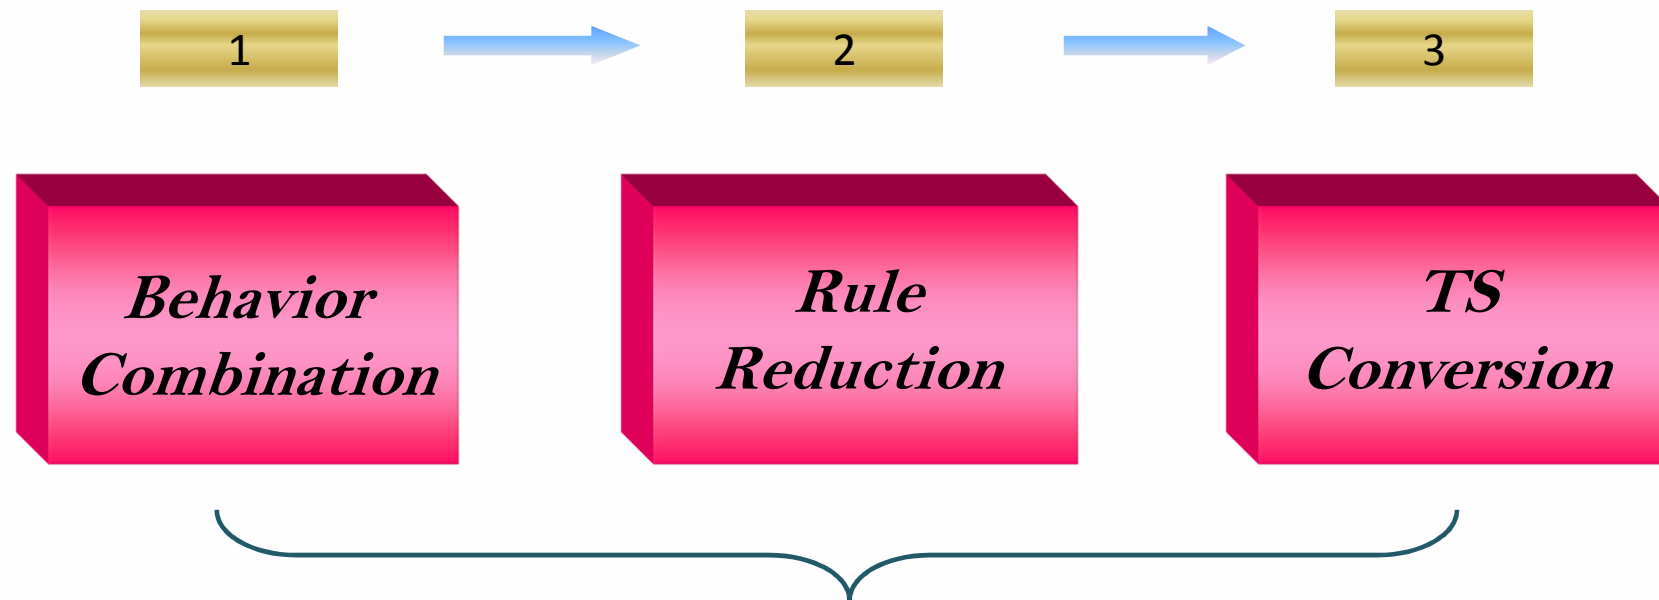 1
2
3
Behavior
Combination
Rule
Reduction
TS
Conversion